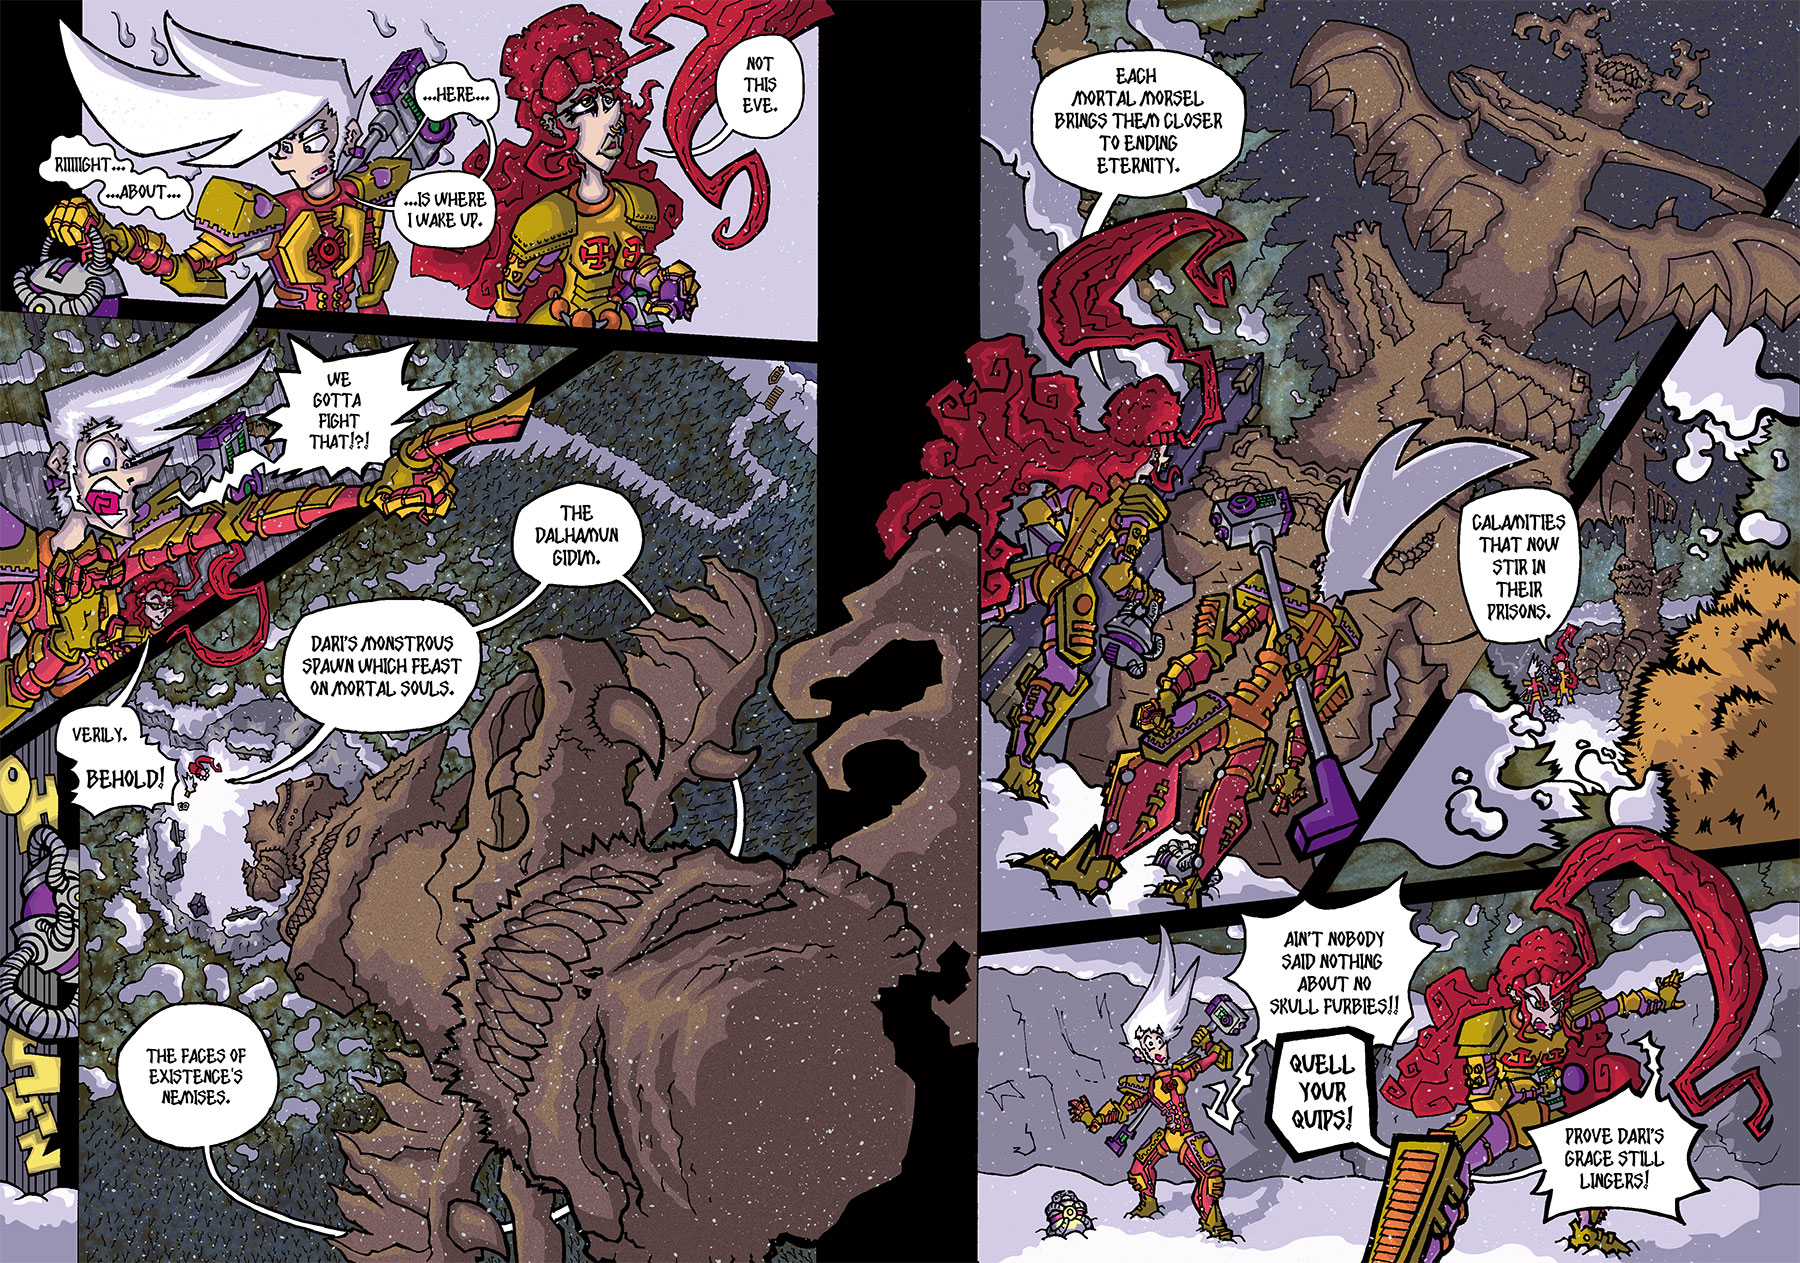 RIIIIIGHT...
...ABOUT...
...HERE...
...IS WHERE
I WAKE UP.
NOT
THIS
EVE.
WE
GOTTA
FIGHT
THAT!?!
VERILY.
BEHOLD!
THE
DALHAMUN
GIDIM.
DARI'S MONSTROUS
SPAWN WHICH FEAST
ON MORTAL SOULS.
THE FACES OF
EXISTENCE'S
NEMISES.
EACH
MORTAL MORSEL
BRINGS THEM CLOSER
TO ENDING
ETERNITY.
CALAMITIES
THAT NOW
STIR IN
THEIR
PRISONS.
AIN'T NOBODY
SAID NOTHING
ABOUT NO
SKULL FURBIES!!
QUELL
YOUR
QUIPS!
PROVE DARI'S
GRACE STILL
LINGERS!